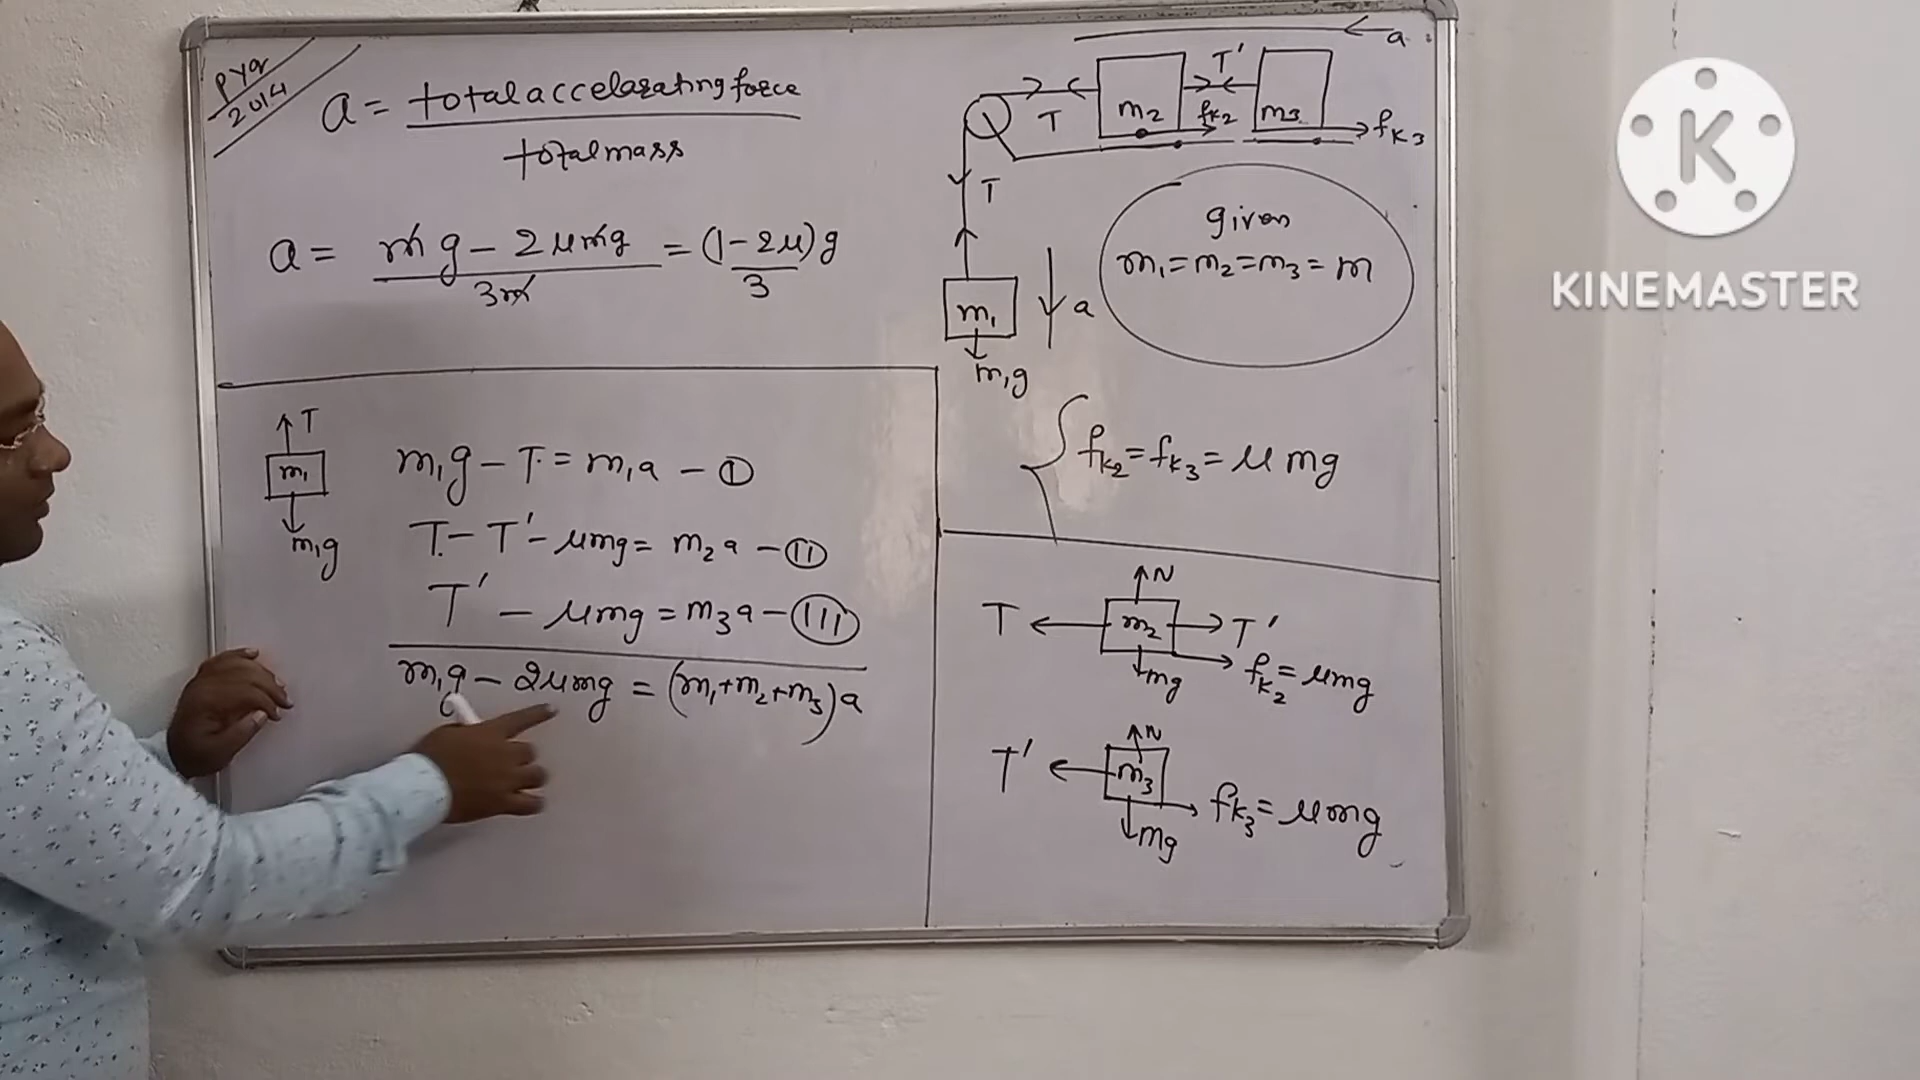 PYQ
2014
a = total accelarating force
total mass
a = mg - 2μmg = (1-2μ)g
3m 3
a
T'
T m2 fk2 m3 fk3
T
given
m₁=m₂=m₃=m
m₁ a
m₁g
fk₂=fk₃=μmg
T
m₁
m₁g
m₁g - T = m₁a - I
T - T' - μmg = m₂a - II
T' - μmg = m₃a - III
m₁g - 2μmg = (m₁+m₂+m₃)a
N
T m₂ T'
mg fk₂=μmg
N
T' m₃ fk₃=μmg
mg
K
KINEMASTER